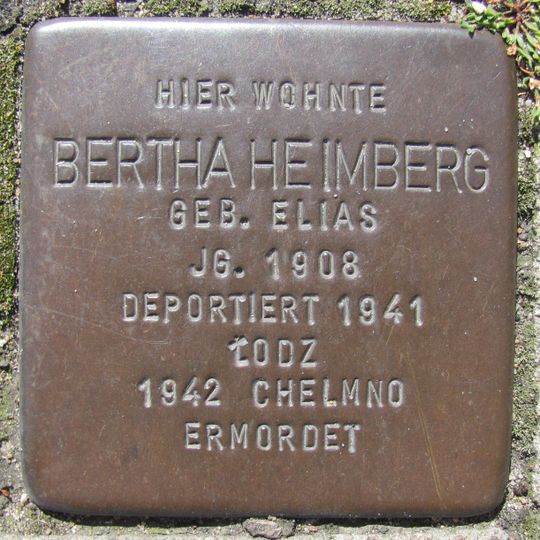 HIER WOHNTE
BERTHA HEIMBERG
GEB. ELIAS
JG. 1908
DEPORTIERT 1941
ŁODZ
1942 CHELMNO
ERMORDET